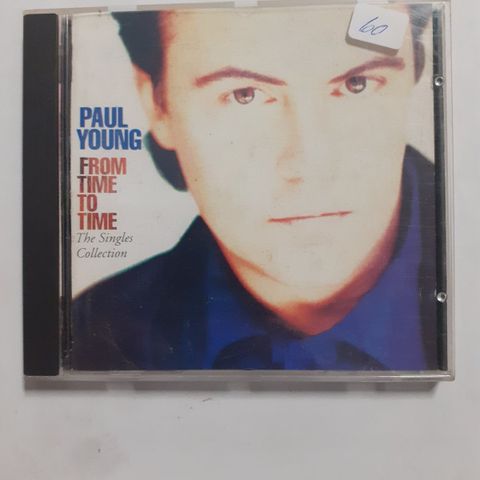 60
PAUL
YOUNG
FROM
TIME
TO
TIME
The Singles
Collection